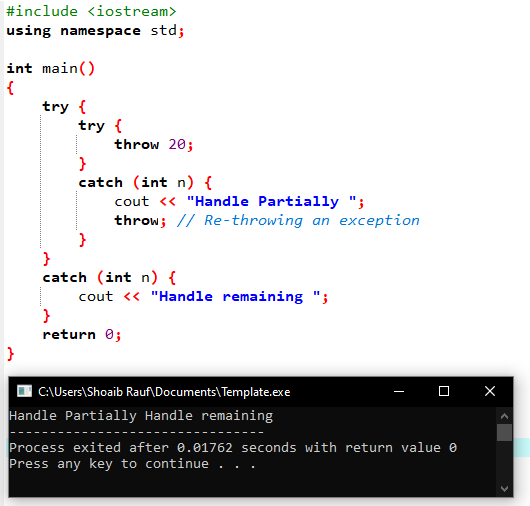 #include <iostream>
using namespace std;

int main()
{
    try {
        try {
            throw 20;
        }
        catch (int n) {
            cout << "Handle Partially ";
            throw; // Re-throwing an exception
        }
    }
    catch (int n) {
        cout << "Handle remaining ";
    }
    return 0;
}
C:\Users\Shoaib Rauf\Documents\Template.exe
Handle Partially Handle remaining
--------------------------------
Process exited after 0.01762 seconds with return value 0
Press any key to continue . . .